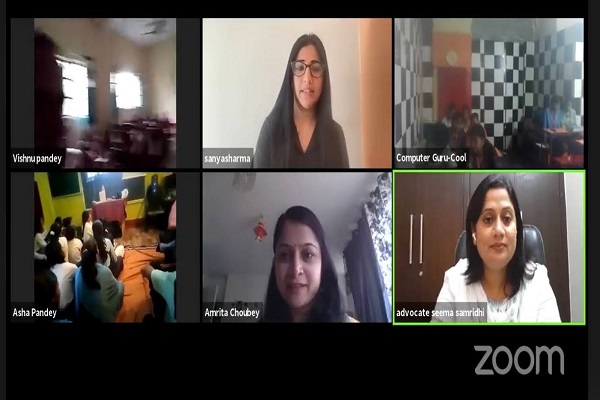 Vishnu pandey
sanyasharma
Computer Guru-Cool
Asha Pandey
Amrita Choubey
advocate seema samridhi
zoom